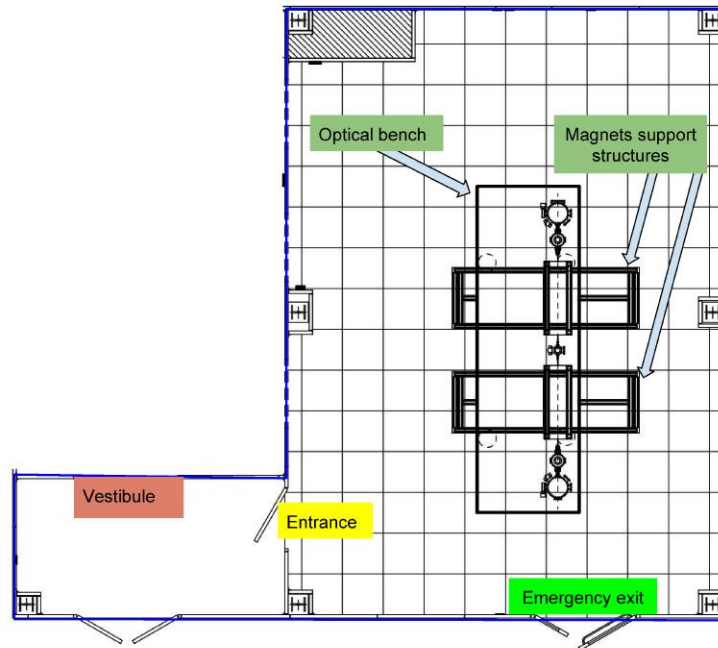 Optical bench
Magnets support
structures
Vestibule
Entrance
Emergency exit